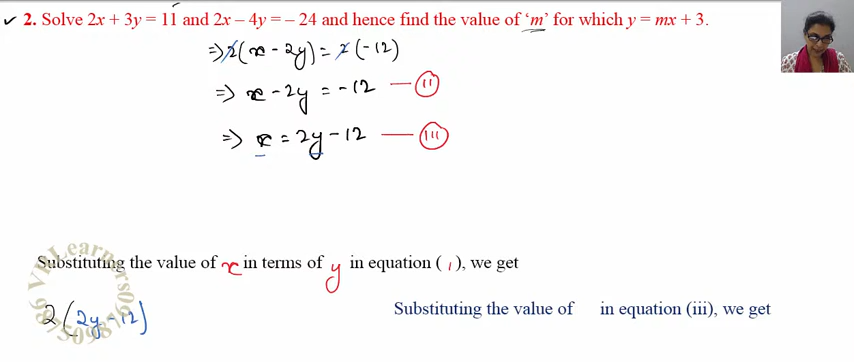 ✓ 2. Solve 2x + 3y = 11 and 2x – 4y = – 24 and hence find the value of ‘m’ for which y = mx + 3.
⇒ 2(x - 2y) = 2(-12)
⇒ x - 2y = -12 — (ii)
⇒ x = 2y - 12 — (iii)
Substituting the value of x in terms of y in equation ( 1 ), we get
2(2y - 12)
Substituting the value of in equation (iii), we get